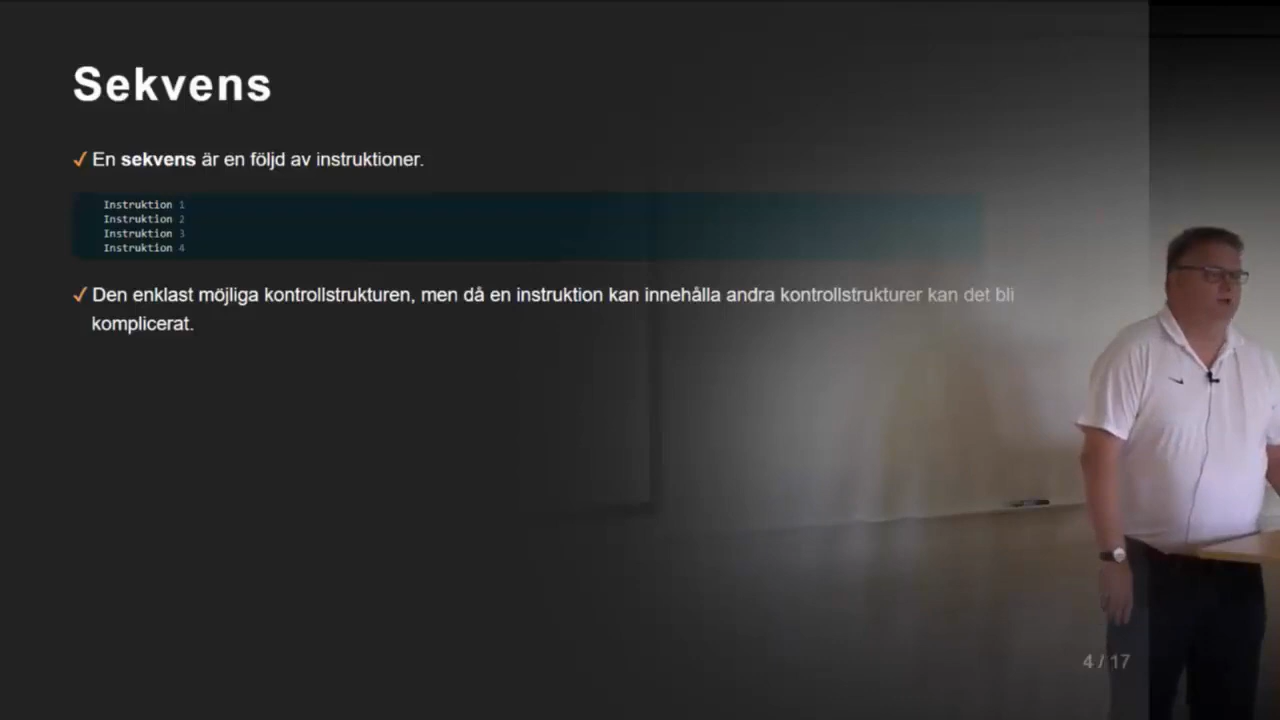 Sekvens
✓ En sekvens är en följd av instruktioner.
Instruktion 1
Instruktion 2
Instruktion 3
Instruktion 4
✓ Den enklast möjliga kontrollstrukturen, men då en instruktion kan innehålla andra kontrollstrukturer kan det bli
komplicerat.
4 / 17